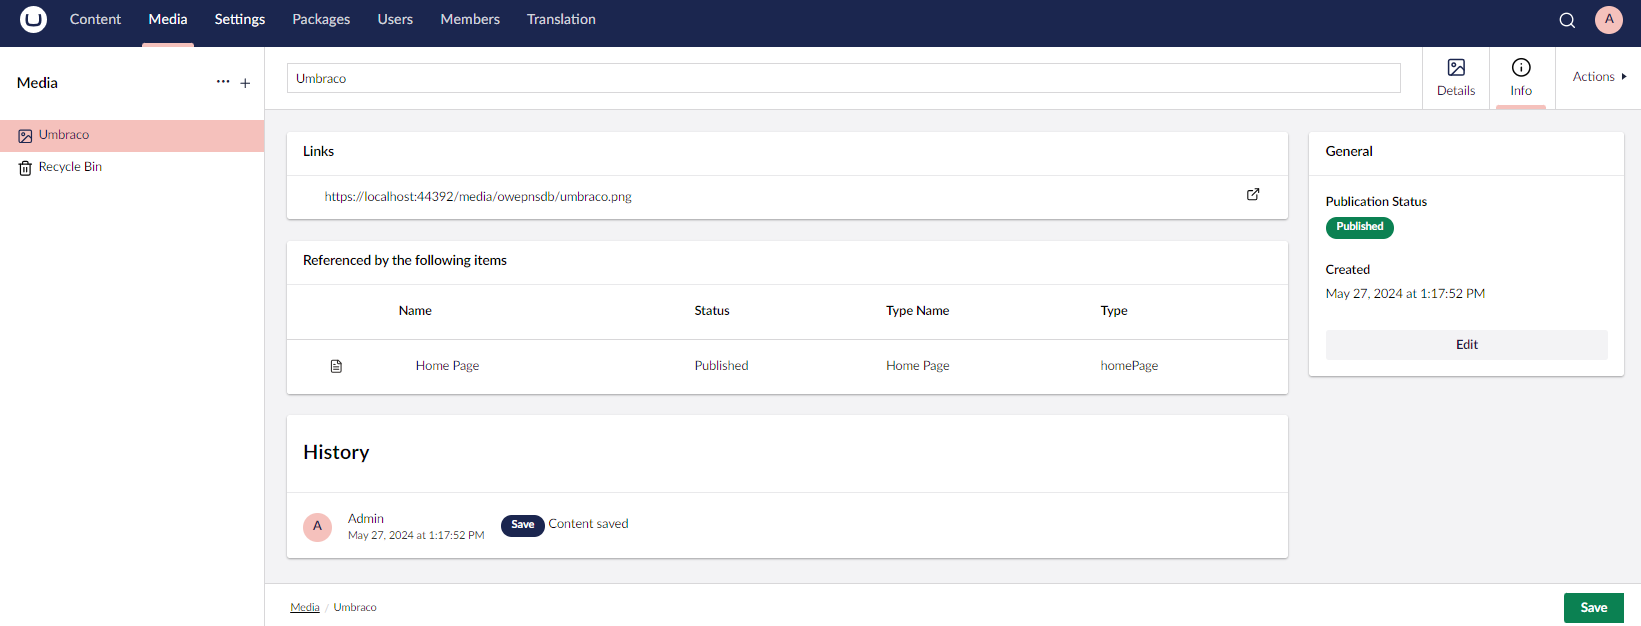 Content Media Settings Packages Users Members Translation A
Media
Umbraco
Recycle Bin
Umbraco
Details
Info
Actions
Links
https://localhost:44392/media/owepnsdb/umbraco.png
Referenced by the following items
Name Status Type Name Type
Home Page Published Home Page homePage
History
A
Admin
May 27, 2024 at 1:17:52 PM
Save Content saved
General
Publication Status
Published
Created
May 27, 2024 at 1:17:52 PM
Edit
Media / Umbraco
Save